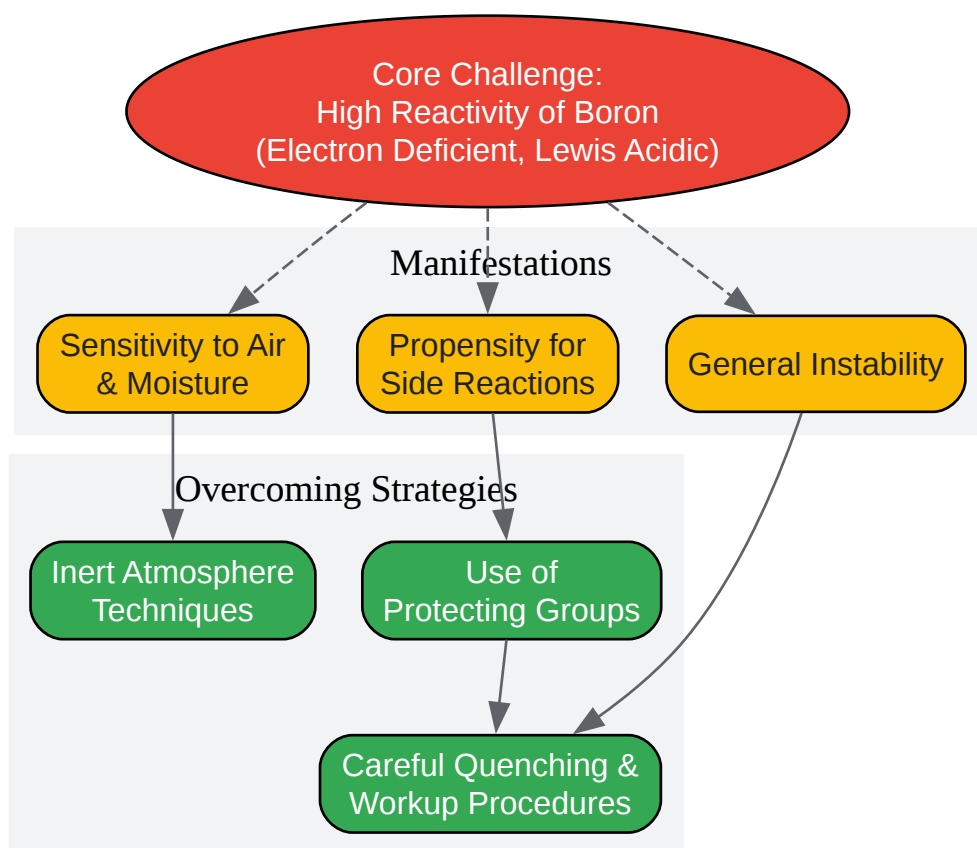 Core Challenge:
High Reactivity of Boron
(Electron Deficient, Lewis Acidic)
Manifestations
Sensitivity to Air
& Moisture
Propensity for
Side Reactions
General Instability
Overcoming Strategies
Inert Atmosphere
Techniques
Use of
Protecting Groups
Careful Quenching &
Workup Procedures